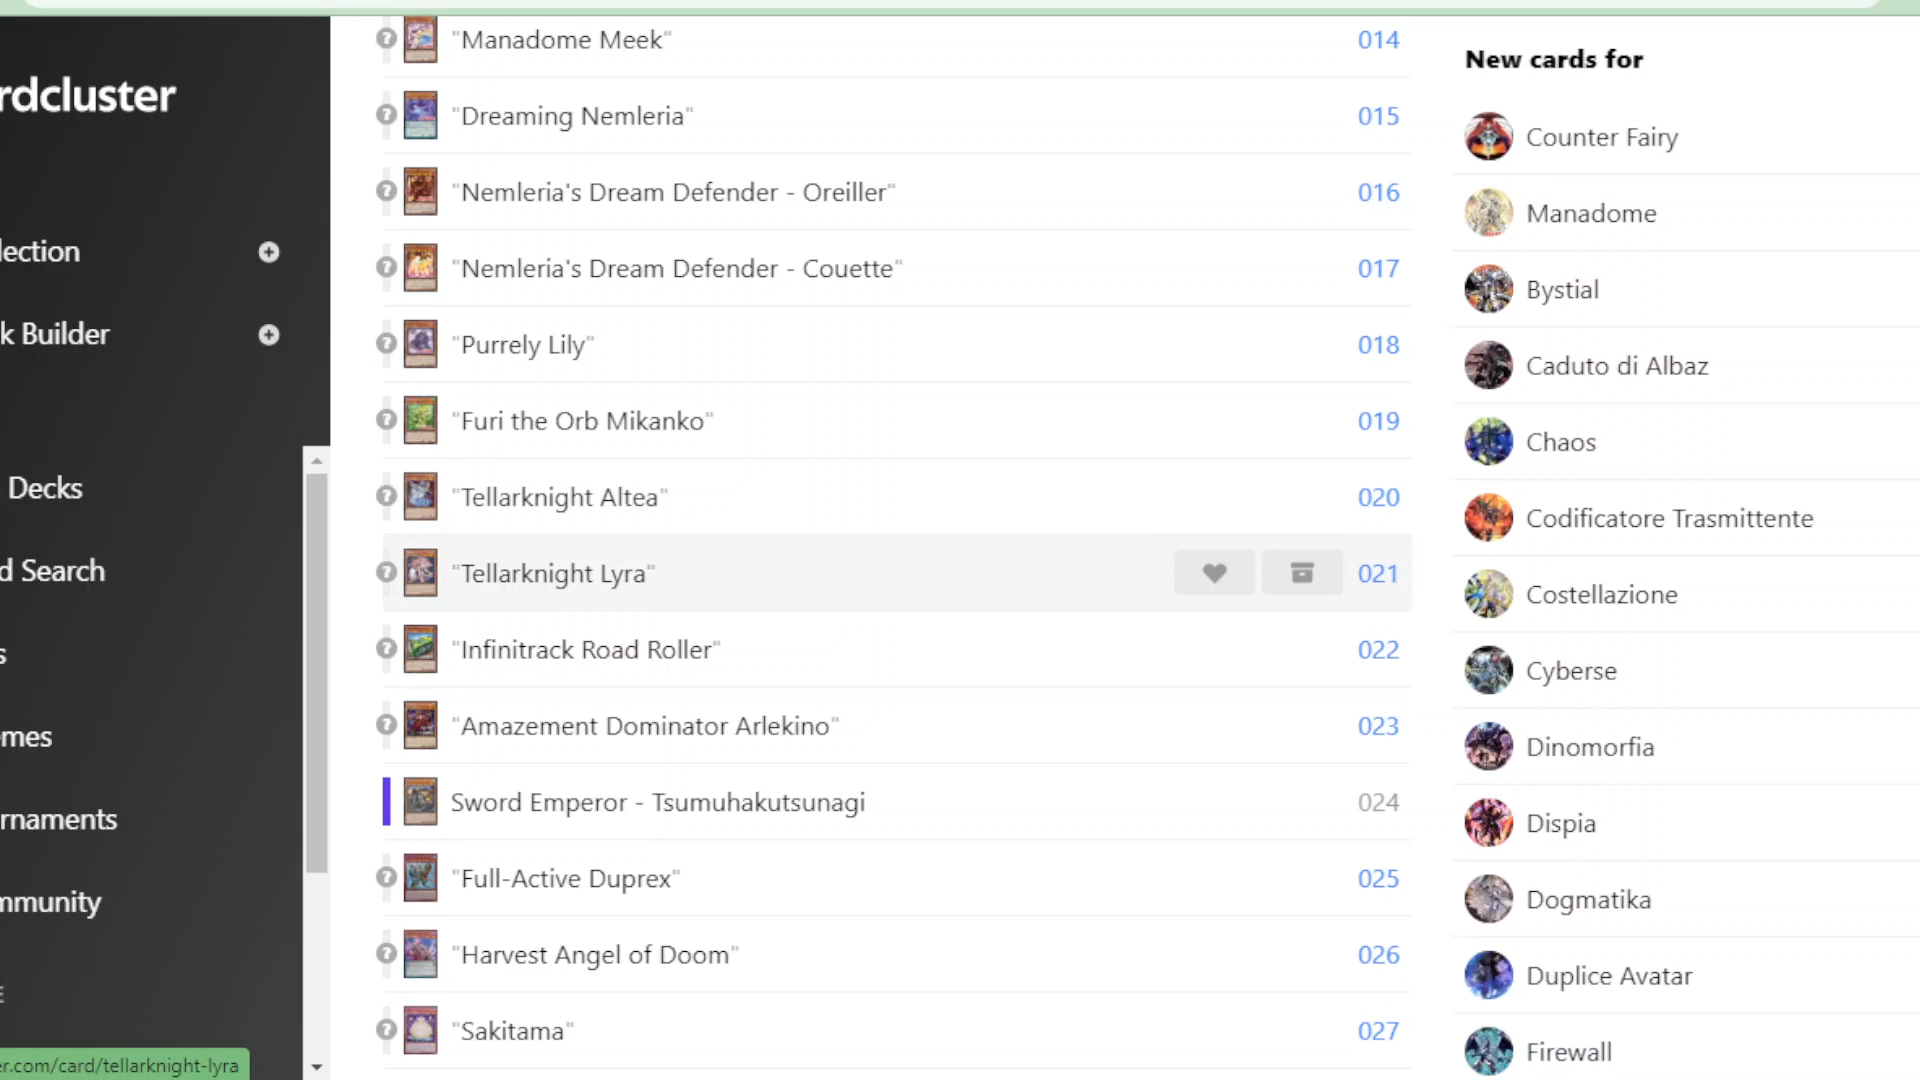 rdcluster
lection
k Builder
Decks
d Search
s
emes
rnaments
mmunity
E
er.com/card/tellarknight-lyra
"Manadome Meek" 014
"Dreaming Nemleria" 015
"Nemleria's Dream Defender - Oreiller" 016
"Nemleria's Dream Defender - Couette" 017
"Purrely Lily" 018
"Furi the Orb Mikanko" 019
"Tellarknight Altea" 020
"Tellarknight Lyra" 021
"Infinitrack Road Roller" 022
"Amazement Dominator Arlekino" 023
Sword Emperor - Tsumuhakutsunagi 024
"Full-Active Duprex" 025
"Harvest Angel of Doom" 026
"Sakitama" 027
New cards for
Counter Fairy
Manadome
Bystial
Caduto di Albaz
Chaos
Codificatore Trasmittente
Costellazione
Cyberse
Dinomorfia
Dispia
Dogmatika
Duplice Avatar
Firewall